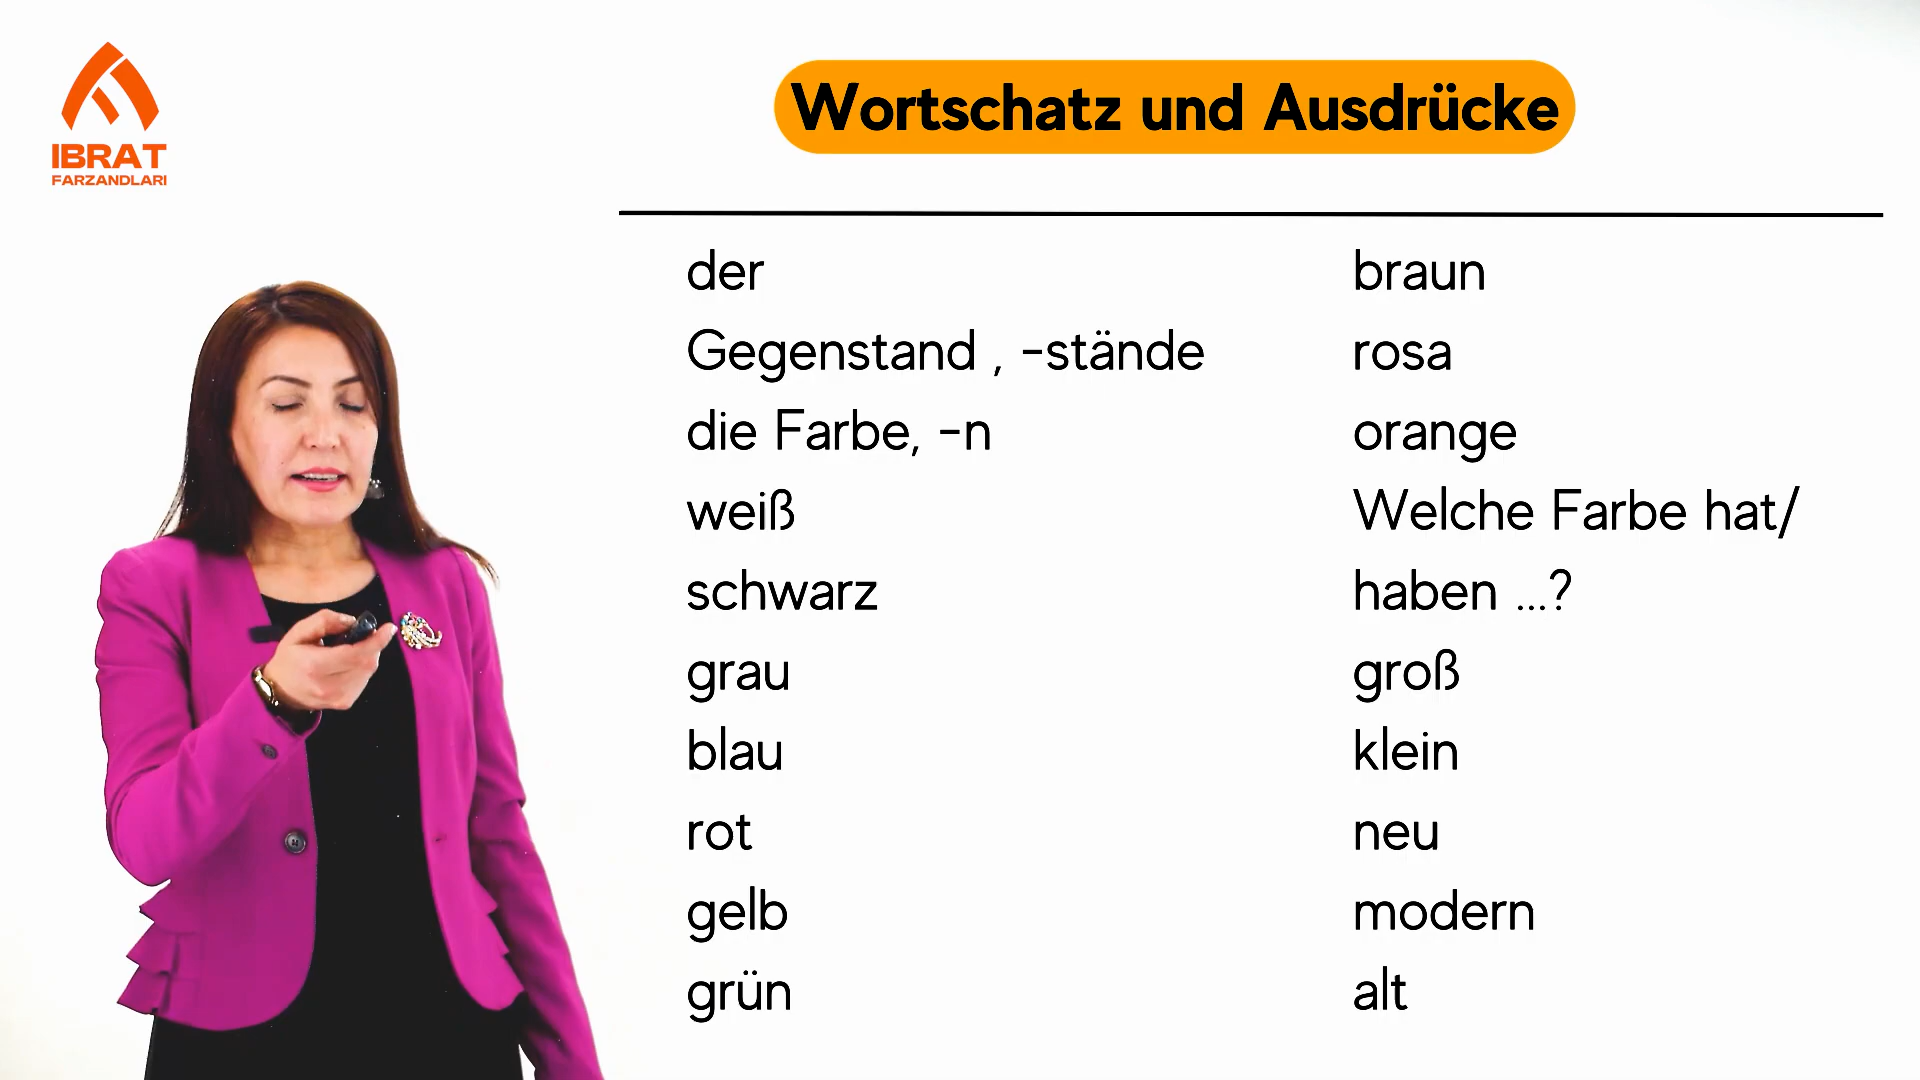 IBRAT
FARZANDLARI
Wortschatz und Ausdrücke
der
Gegenstand , -stände
die Farbe, -n
weiß
schwarz
grau
blau
rot
gelb
grün
braun
rosa
orange
Welche Farbe hat/
haben ...?
groß
klein
neu
modern
alt